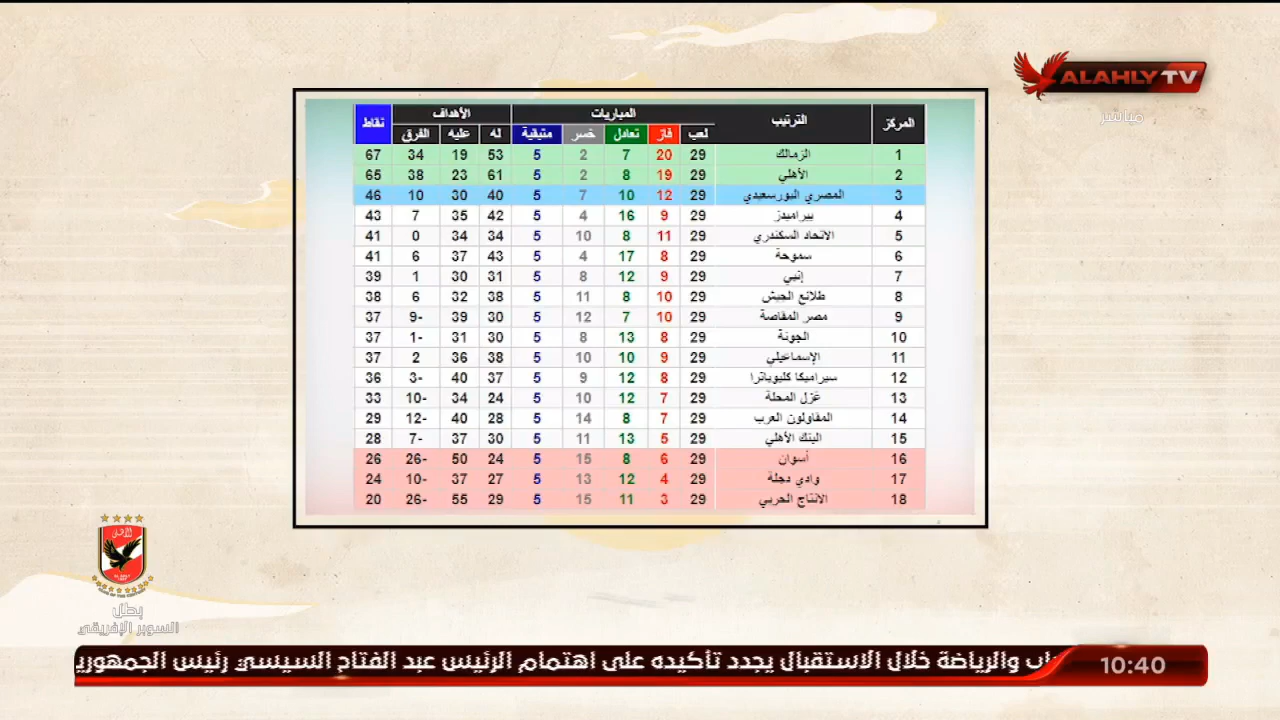 ALAHLY TV
مباشر
المركز الترتيب المباريات الأهداف نقاط
لعب فاز تعادل خسر متبقية له عليه الفرق
1 الزمالك 29 20 7 2 5 53 19 34 67
2 الأهلي 29 19 8 2 5 61 23 38 65
3 المصري البورسعيدي 29 12 10 7 5 40 30 10 46
4 بيراميدز 29 9 16 4 5 42 35 7 43
5 الاتحاد السكندري 29 11 8 10 5 34 34 0 41
6 سموحة 29 8 17 4 5 43 37 6 41
7 إنبي 29 9 12 8 5 31 30 1 39
8 طلائع الجيش 29 10 8 11 5 38 32 6 38
9 مصر المقاصة 29 10 7 12 5 30 39 -9 37
10 الجونة 29 8 13 8 5 30 31 -1 37
11 الإسماعيلي 29 9 10 10 5 38 36 2 37
12 سيراميكا كليوباترا 29 8 12 9 5 37 40 -3 36
13 غزل المحلة 29 7 12 10 5 24 34 -10 33
14 المقاولون العرب 29 7 8 14 5 28 40 -12 29
15 البنك الأهلي 29 5 13 11 5 30 37 -7 28
16 أسوان 29 6 8 15 5 24 50 -26 26
17 وادي دجلة 29 4 12 13 5 27 37 -10 24
18 الانتاج الحربي 29 3 11 15 5 29 55 -26 20
الأهلي
بطل
السوبر الإفريقي
والرياضة خلال الاستقبال يجدد تأكيده على اهتمام الرئيس عبد الفتاح السيسي رئيس الجمهوري
10:40